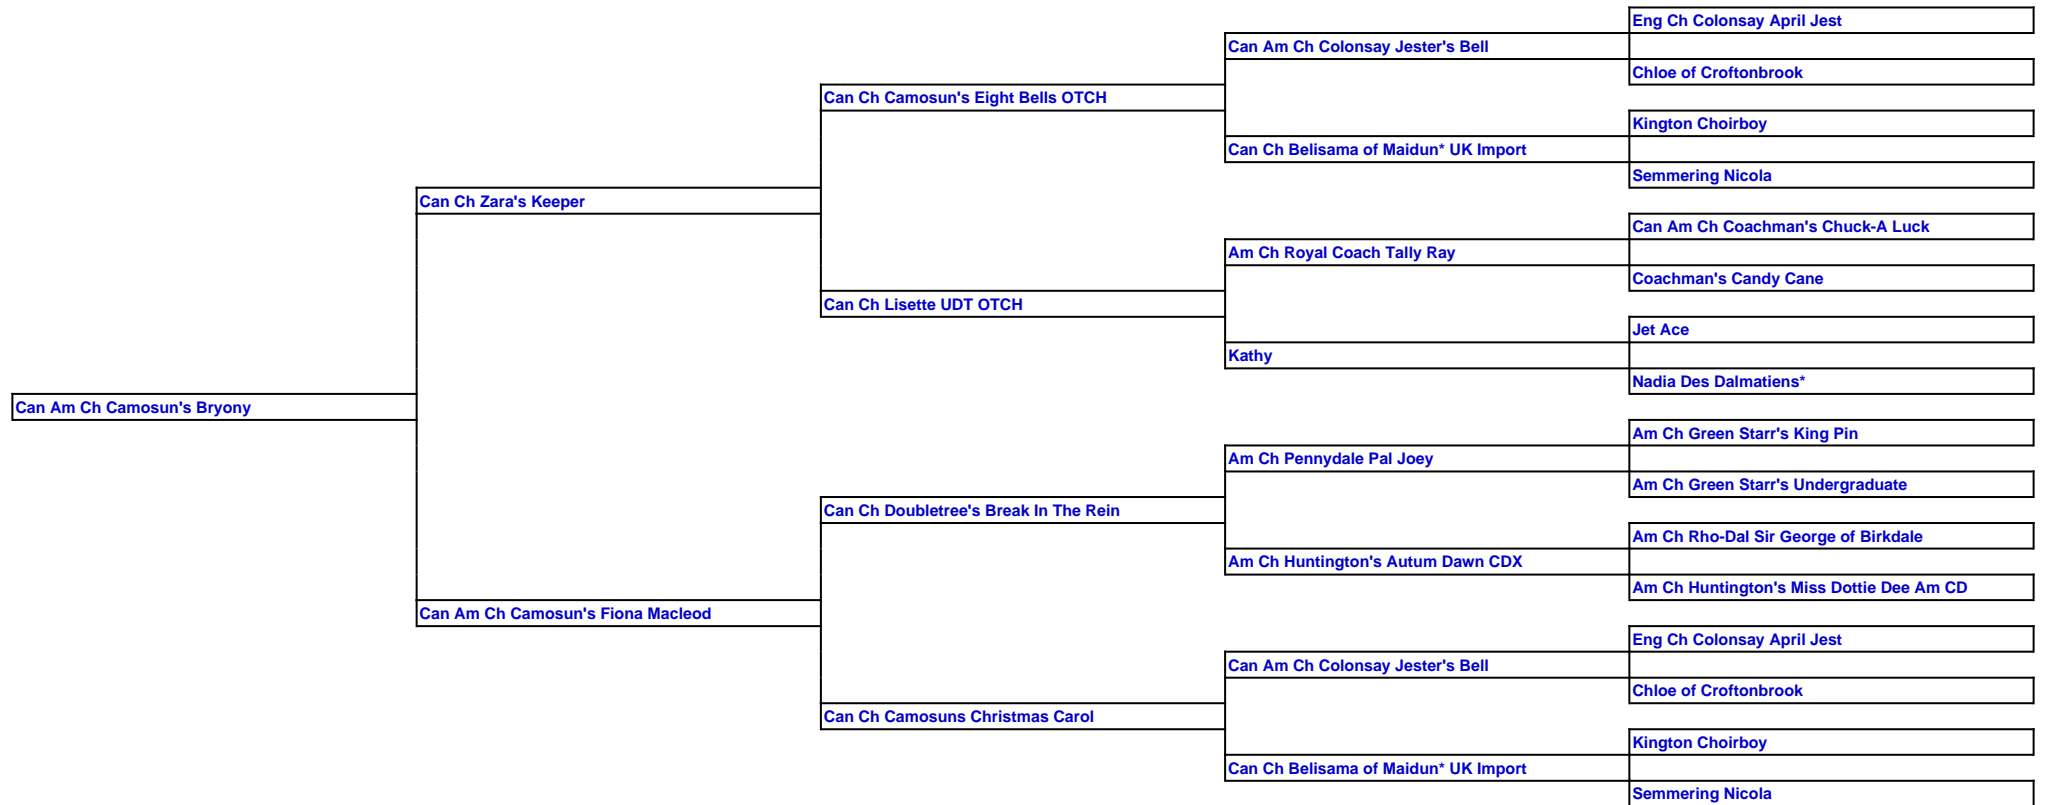 Eng Ch Colonsay April Jest
Can Am Ch Colonsay Jester's Bell
Chloe of Croftonbrook
Can Ch Camosun's Eight Bells OTCH
Kington Choirboy
Can Ch Belisama of Maidun* UK Import
Semmering Nicola
Can Ch Zara's Keeper
Can Am Ch Coachman's Chuck-A Luck
Am Ch Royal Coach Tally Ray
Coachman's Candy Cane
Can Ch Lisette UDT OTCH
Jet Ace
Kathy
Nadia Des Dalmatiens*
Can Am Ch Camosun's Bryony
Am Ch Green Starr's King Pin
Am Ch Pennydale Pal Joey
Am Ch Green Starr's Undergraduate
Can Ch Doubletree's Break In The Rein
Am Ch Rho-Dal Sir George of Birkdale
Am Ch Huntington's Autum Dawn CDX
Am Ch Huntington's Miss Dottie Dee Am CD
Can Am Ch Camosun's Fiona Macleod
Eng Ch Colonsay April Jest
Can Am Ch Colonsay Jester's Bell
Chloe of Croftonbrook
Can Ch Camosuns Christmas Carol
Kington Choirboy
Can Ch Belisama of Maidun* UK Import
Semmering Nicola